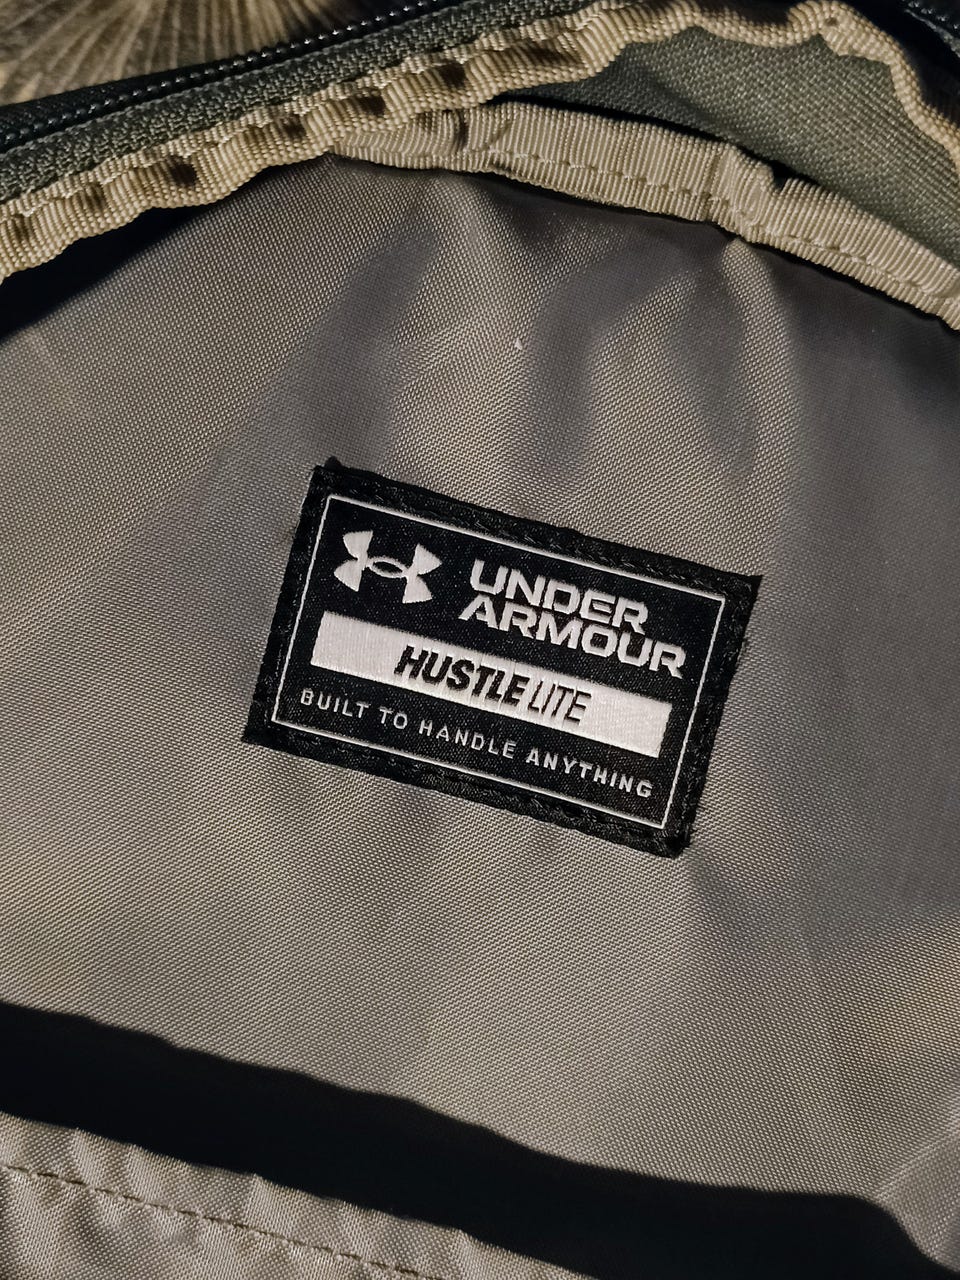 UNDER
ARMOUR
HUSTLE LITE
BUILT TO HANDLE ANYTHING